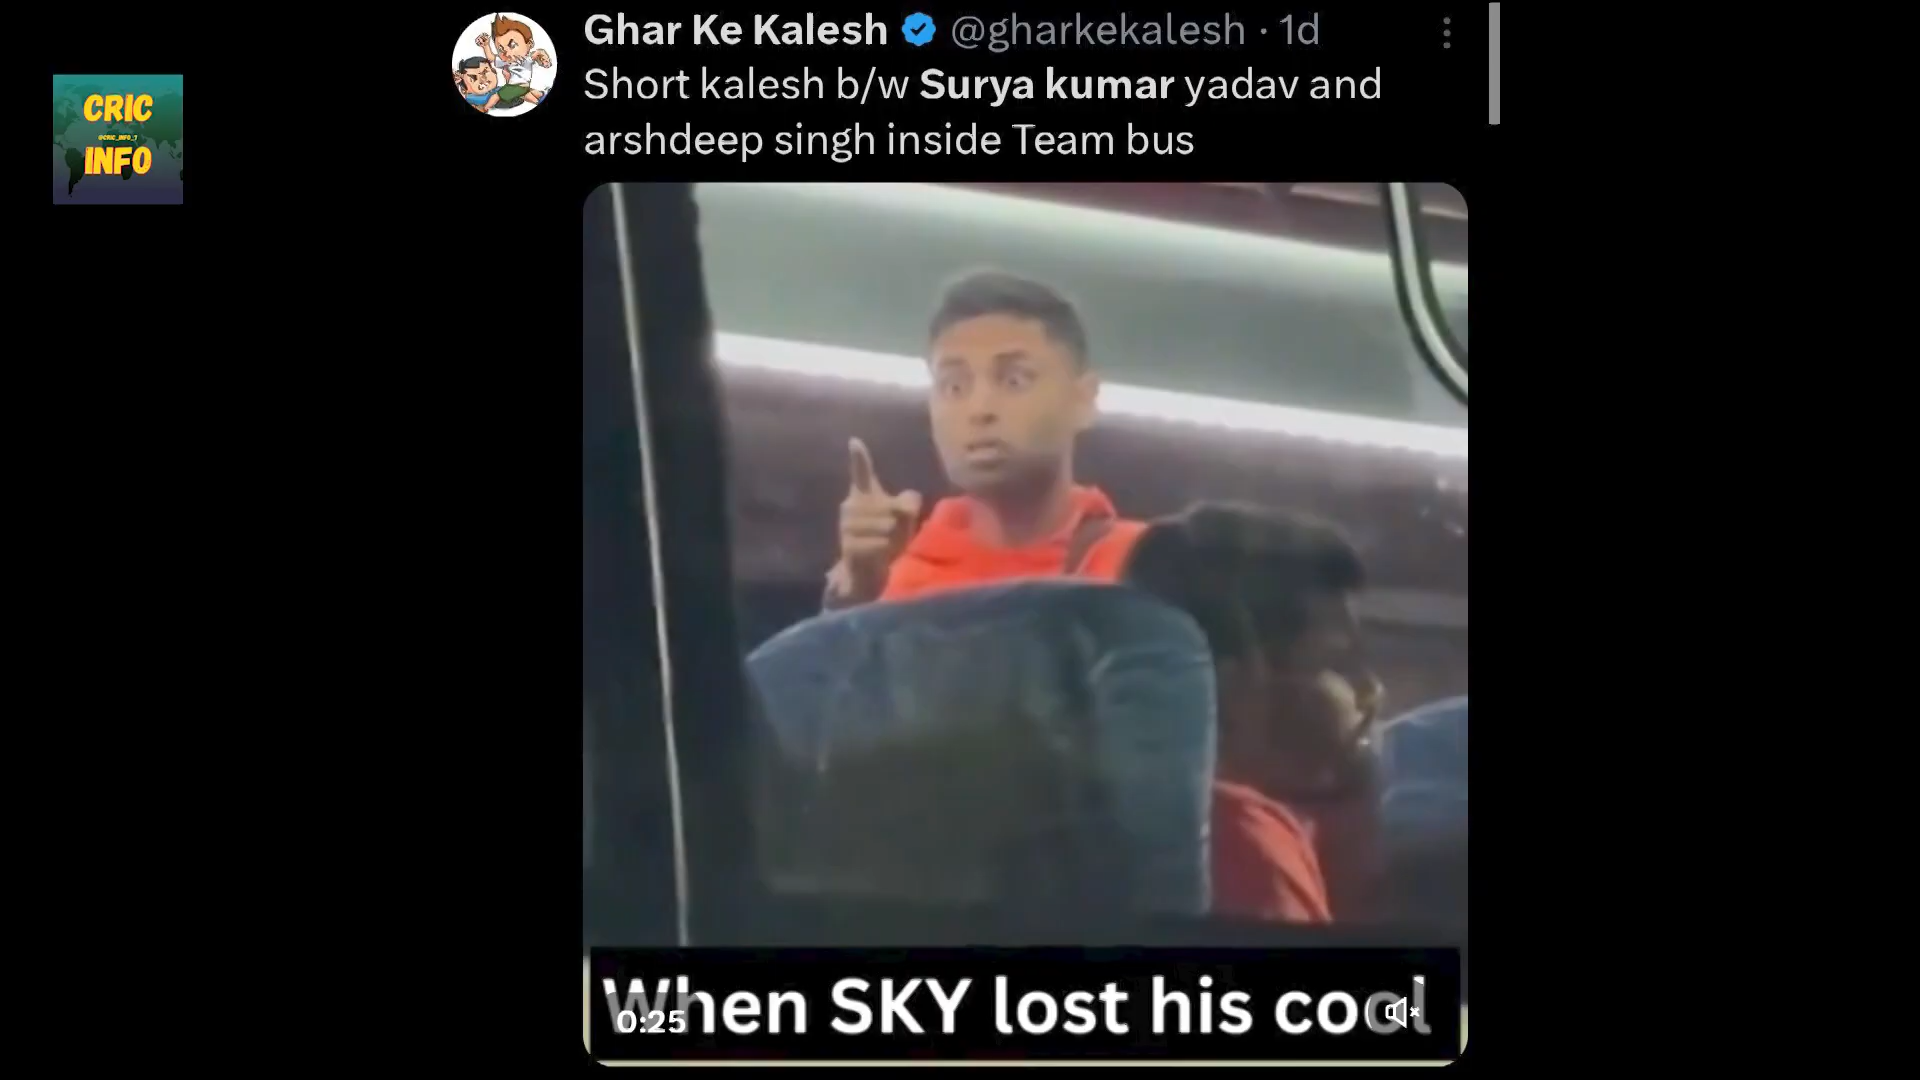 CRIC
@CRIC_INFO_7
INFO
Ghar Ke Kalesh @gharkekalesh · 1d
Short kalesh b/w Surya kumar yadav and
arshdeep singh inside Team bus
When SKY lost his cool
0:25